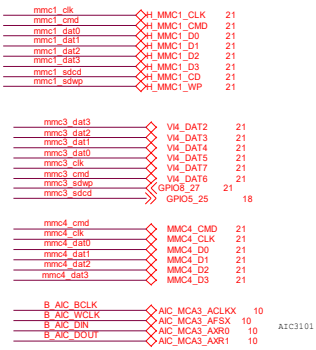 mmc1_clk H_MMC1_CLK 21
mmc1_cmd H_MMC1_CMD 21
mmc1_dat0 H_MMC1_D0 21
mmc1_dat1 H_MMC1_D1 21
mmc1_dat2 H_MMC1_D2 21
mmc1_dat3 H_MMC1_D3 21
mmc1_sdcd H_MMC1_CD 21
mmc1_sdwp H_MMC1_WP 21
mmc3_dat3 VI4_DAT2 21
mmc3_dat2 VI4_DAT3 21
mmc3_dat1 VI4_DAT4 21
mmc3_dat0 VI4_DAT5 21
mmc3_clk VI4_DAT7 21
mmc3_cmd VI4_DAT6 21
mmc3_sdwp GPIO8_27 21
mmc3_sdcd GPIO5_25 18
mmc4_cmd MMC4_CMD 21
mmc4_clk MMC4_CLK 21
mmc4_dat0 MMC4_D0 21
mmc4_dat1 MMC4_D1 21
mmc4_dat2 MMC4_D2 21
mmc4_dat3 MMC4_D3 21
B_AIC_BCLK AIC_MCA3_ACLKX 10
B_AIC_WCLK AIC_MCA3_AFSX 10
B_AIC_DIN AIC_MCA3_AXR0 10
B_AIC_DOUT AIC_MCA3_AXR1 10
AIC3101